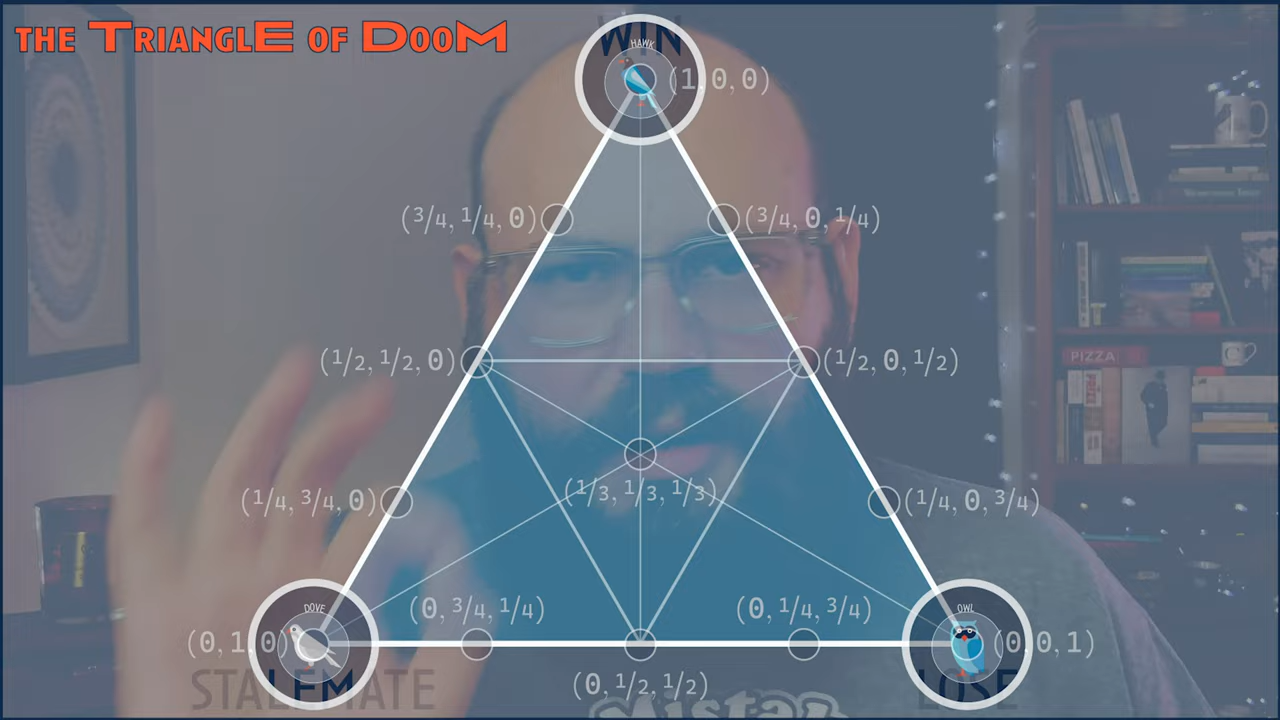 THE TRIANGLE OF DOOM
WIN
HAWK
(1, 0, 0)
(3/4, 1/4, 0)
(3/4, 0, 1/4)
(1/2, 1/2, 0)
(1/2, 0, 1/2)
PIZZA
(1/3, 1/3, 1/3)
(1/4, 3/4, 0)
(1/4, 0, 3/4)
DOVE
(0, 3/4, 1/4)
(0, 1/4, 3/4)
OWL
(0, 1, 0)
(0, 0, 1)
STALEMATE
(0, 1/2, 1/2)
LOSE
Mister